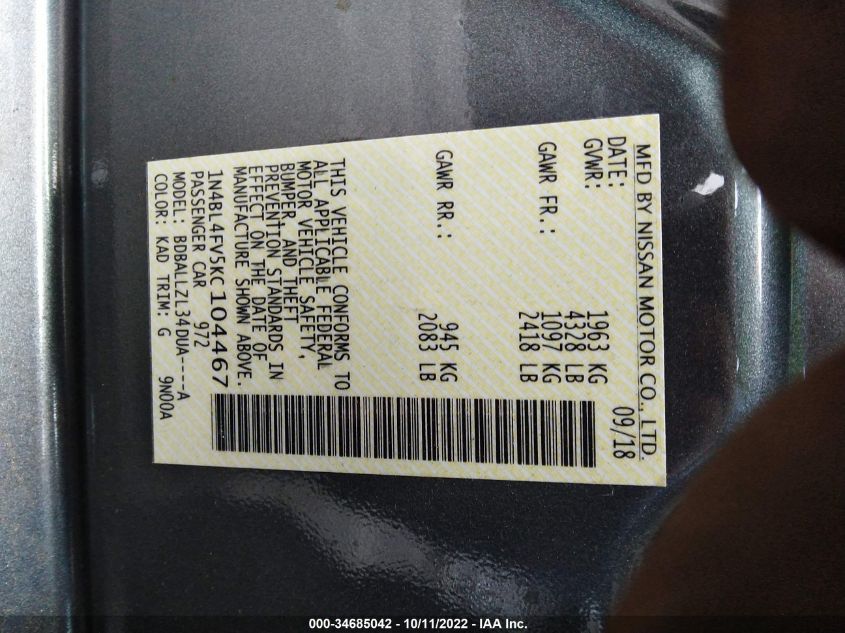 MFD BY NISSAN MOTOR CO., LTD.
DATE: 09/18
GVWR: 1963 KG
4328 LB
GAWR FR.: 1097 KG
2418 LB
GAWR RR.: 945 KG
2083 LB
THIS VEHICLE CONFORMS TO
ALL APPLICABLE FEDERAL
MOTOR VEHICLE SAFETY,
BUMPER, AND THEFT
PREVENTION STANDARDS IN
EFFECT ON THE DATE OF
MANUFACTURE SHOWN ABOVE.
1N4BL4FV5KC104467
PASSENGER CAR 972
MODEL: BDBALLZL34DUA----A
COLOR: KAD TRIM: G 9N00A
000-34685042 - 10/11/2022 - IAA Inc.